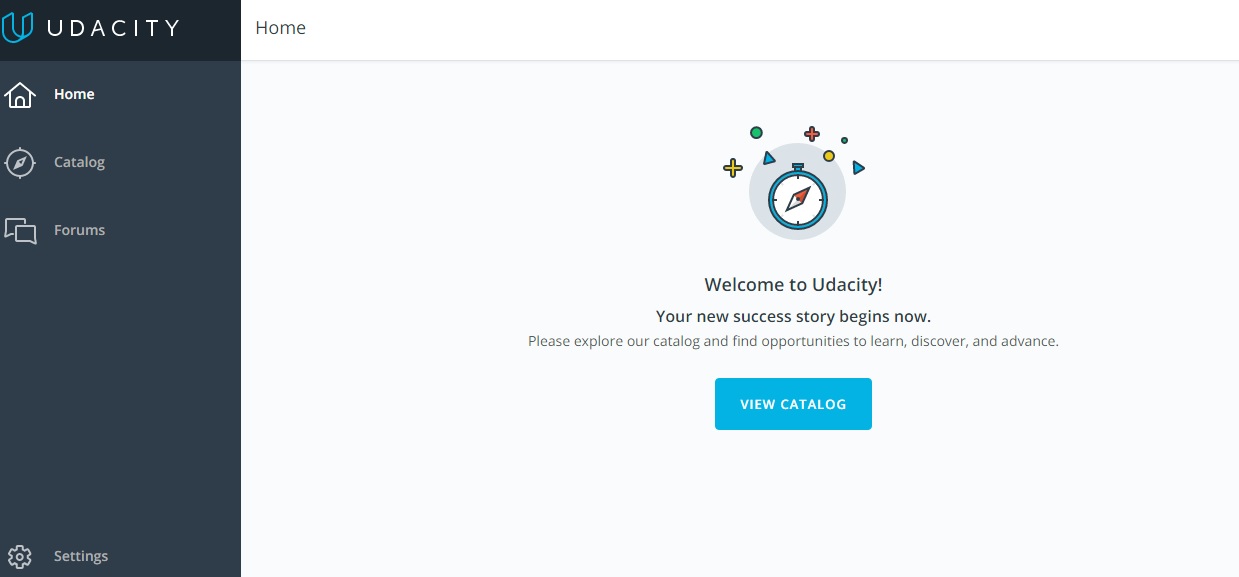 UDACITY
Home
Home
Catalog
Forums
Settings
Welcome to Udacity!
Your new success story begins now.
Please explore our catalog and find opportunities to learn, discover, and advance.
VIEW CATALOG